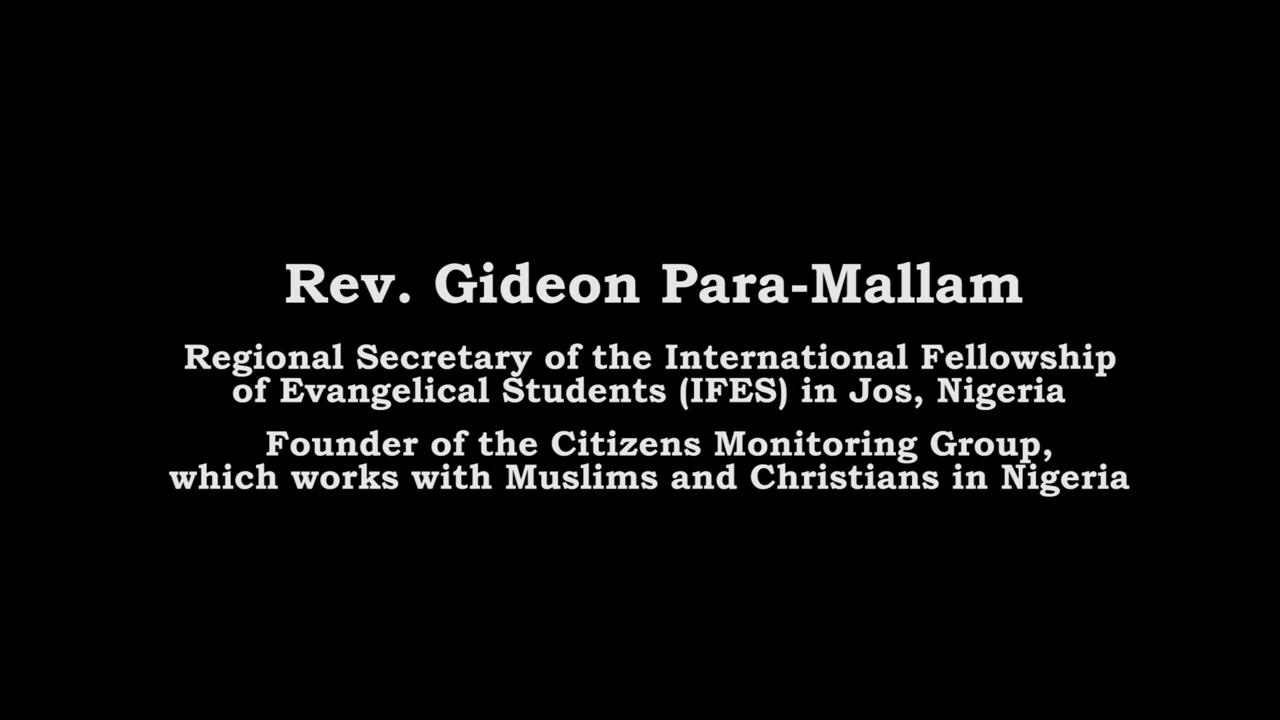 Rev. Gideon Para-Mallam
Regional Secretary of the International Fellowship
of Evangelical Students (IFES) in Jos, Nigeria
Founder of the Citizens Monitoring Group,
which works with Muslims and Christians in Nigeria